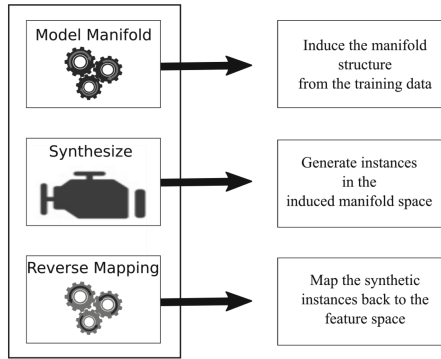 Model Manifold
Induce the manifold
structure
from the training data
Synthesize
Generate instances
in the
induced manifold space
Reverse Mapping
Map the synthetic
instances back to the
feature space